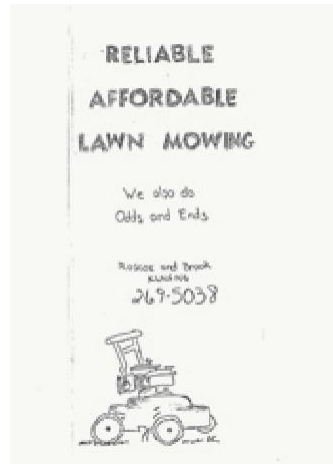 RELIABLE
AFFORDABLE
LAWN MOWING
We also do
Odds and Ends
Roscoe and Brook
269-5038